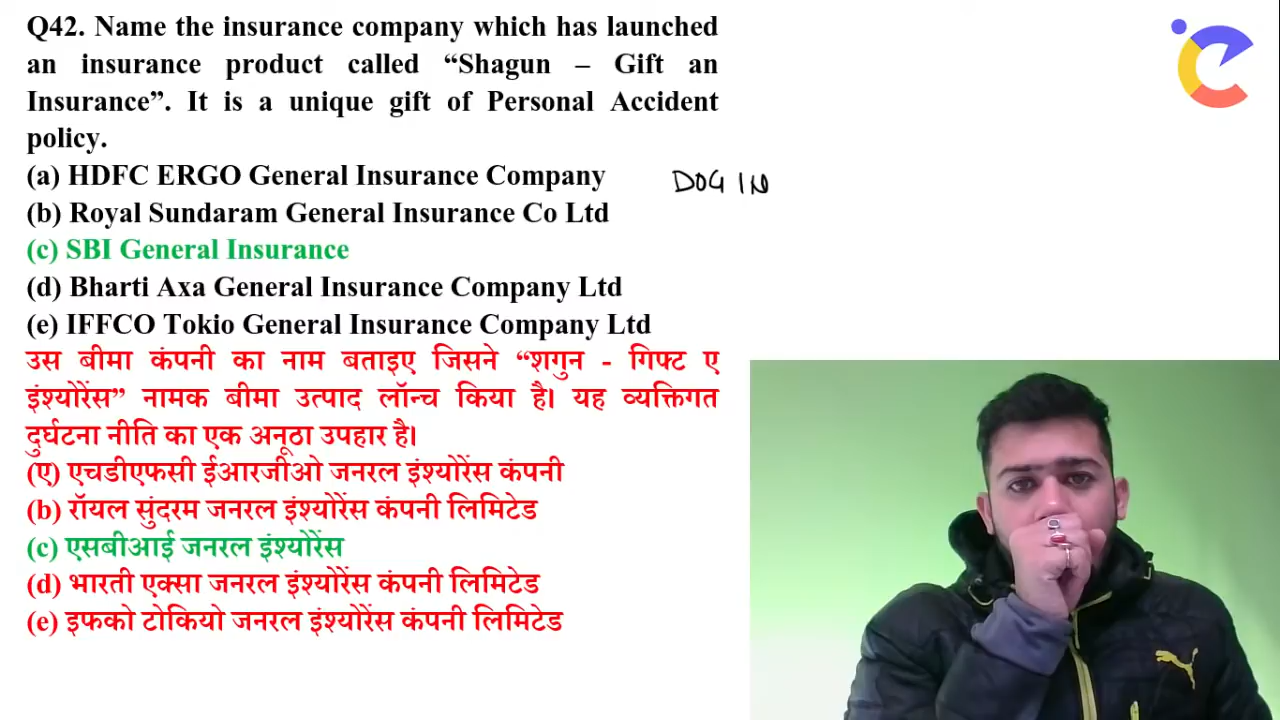 Q42. Name the insurance company which has launched
an insurance product called “Shagun – Gift an
Insurance”. It is a unique gift of Personal Accident
policy.
(a) HDFC ERGO General Insurance Company
DOG IN
(b) Royal Sundaram General Insurance Co Ltd
(c) SBI General Insurance
(d) Bharti Axa General Insurance Company Ltd
(e) IFFCO Tokio General Insurance Company Ltd
उस बीमा कंपनी का नाम बताइए जिसने “शगुन - गिफ्ट ए
इंश्योरेंस” नामक बीमा उत्पाद लॉन्च किया है। यह व्यक्तिगत
दुर्घटना नीति का एक अनूठा उपहार है।
(ए) एचडीएफसी ईआरजीओ जनरल इंश्योरेंस कंपनी
(b) रॉयल सुंदरम जनरल इंश्योरेंस कंपनी लिमिटेड
(c) एसबीआई जनरल इंश्योरेंस
(d) भारती एक्सा जनरल इंश्योरेंस कंपनी लिमिटेड
(e) इफको टोकियो जनरल इंश्योरेंस कंपनी लिमिटेड